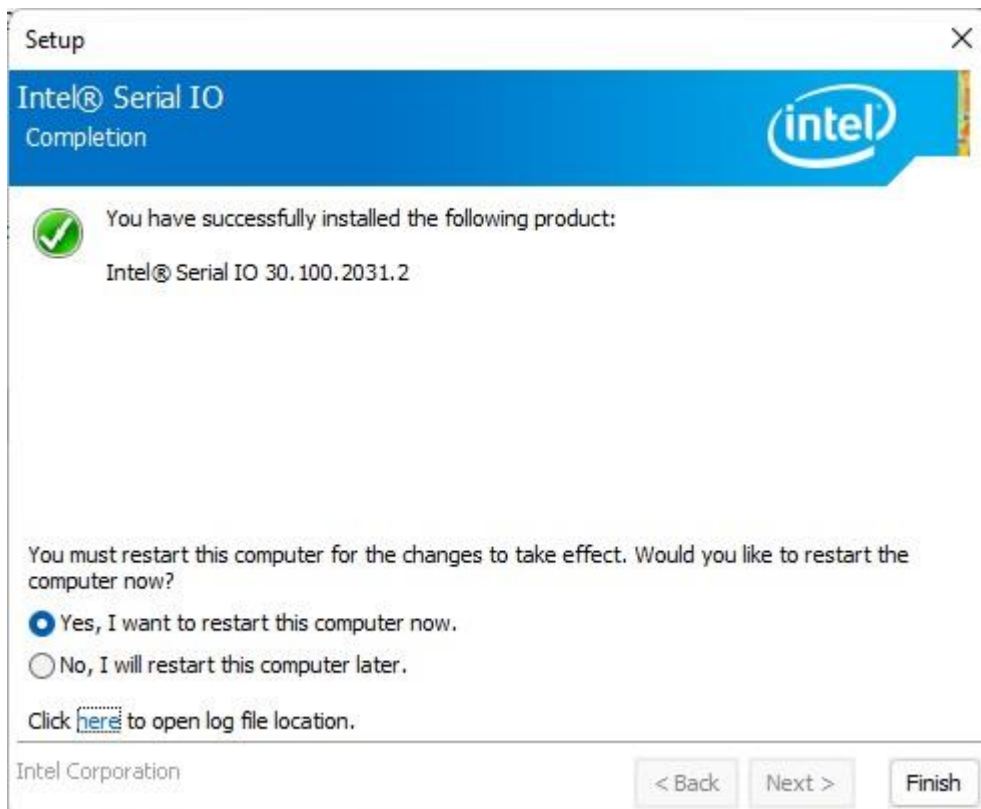 Setup
Intel® Serial IO
Completion
intel
You have successfully installed the following product:
Intel® Serial IO 30.100.2031.2
You must restart this computer for the changes to take effect. Would you like to restart the
computer now?
Yes, I want to restart this computer now.
No, I will restart this computer later.
Click here to open log file location.
Intel Corporation
< Back Next > Finish